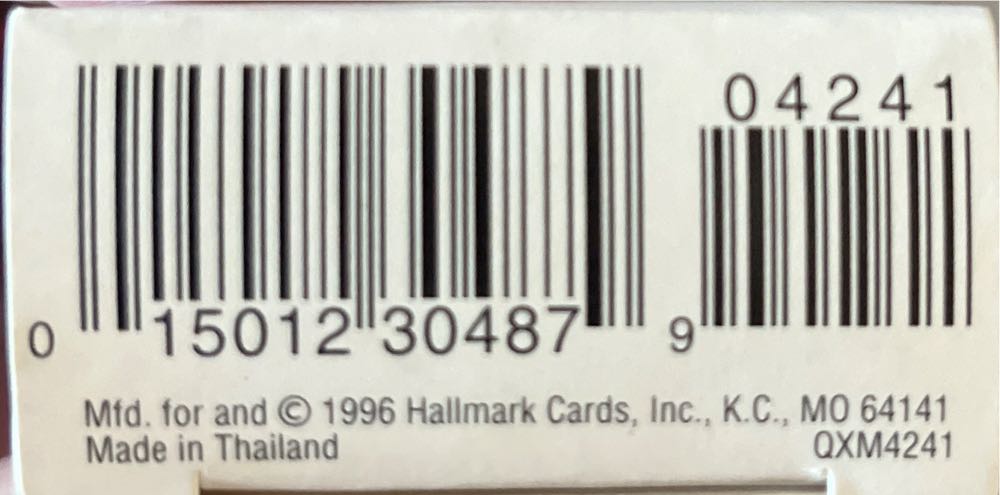 04241
0 15012 30487 9
Mfd. for and © 1996 Hallmark Cards, Inc., K.C., MO 64141
Made in Thailand QXM4241